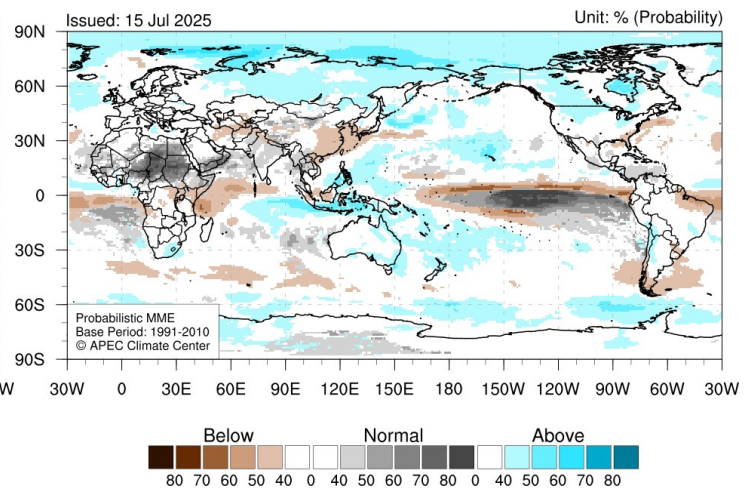 Issued: 15 Jul 2025 Unit: % (Probability)
90N
60N
30N
0
30S
60S
90S
Probabilistic MME
Base Period: 1991-2010
© APEC Climate Center
W 30W 0 30E 60E 90E 120E 150E 180 150W 120W 90W 60W 30W
Below Normal Above
80 70 60 50 40 0 0 40 50 60 70 80 0 40 50 60 70 80